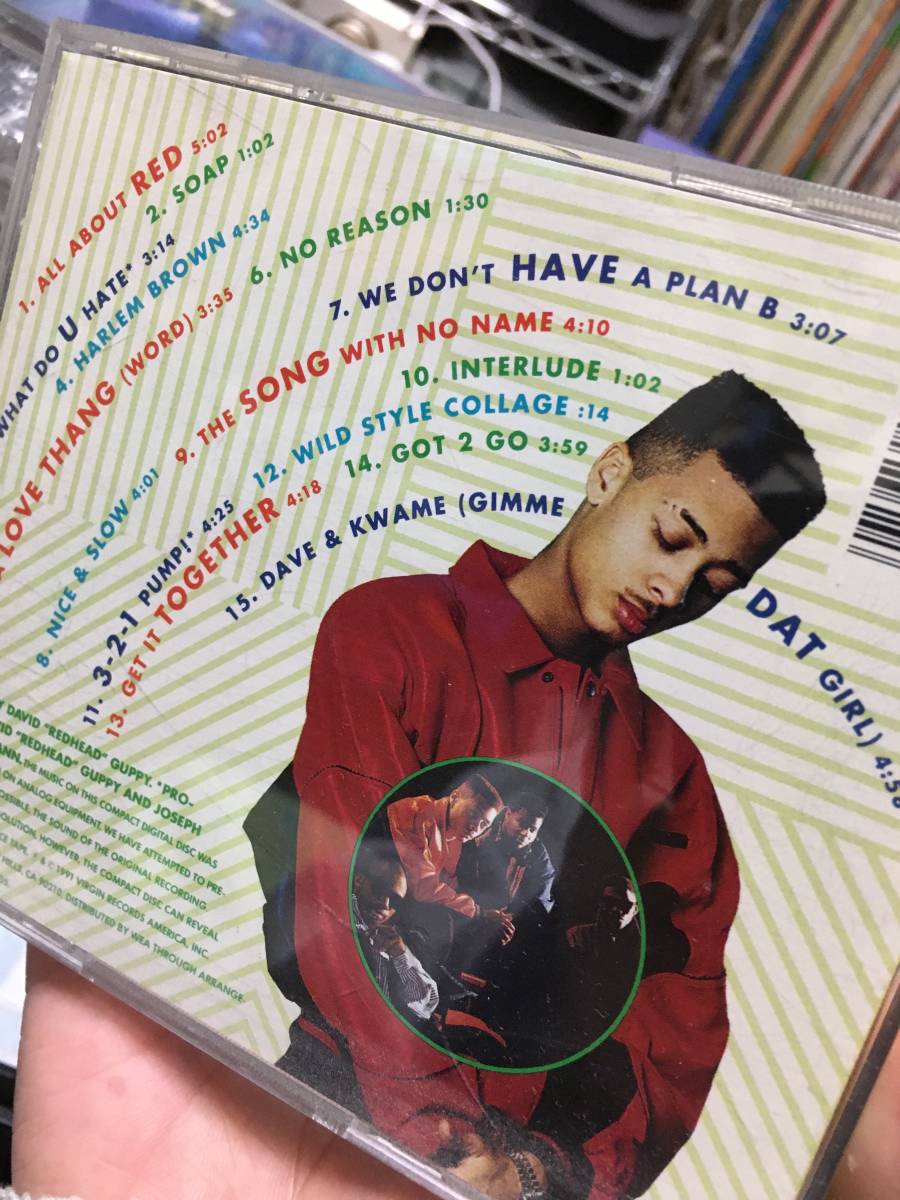 1. ALL ABOUT RED 5:02
2. SOAP 1:02
WHAT DO U HATE* 3:14
4. HARLEM BROWN 4:34
LOVE THANG (WORD) 3:35
6. NO REASON 1:30
7. WE DON'T HAVE A PLAN B 3:07
8. NICE & SLOW 4:01
9. THE SONG WITH NO NAME 4:10
10. INTERLUDE 1:02
11. 3-2-1 PUMP!* 4:25
12. WILD STYLE COLLAGE :14
13. GET IT TOGETHER 4:18
14. GOT 2 GO 3:59
15. DAVE & KWAME (GIMME DAT GIRL) 4:58
DAVID "REDHEAD" GUPPY. *PRO-
"REDHEAD" GUPPY AND JOSEPH
THE MUSIC ON THIS COMPACT DIGITAL DISC WAS
ON ANALOG EQUIPMENT. WE HAVE ATTEMPTED TO PRE-
THE SOUND OF THE ORIGINAL RECORDING.
HOWEVER, THE COMPACT DISC CAN REVEAL
TAPE. © 1991 VIRGIN RECORDS AMERICA, INC.
HILLS, CA 90210. DISTRIBUTED BY WEA THROUGH ARRANGE-